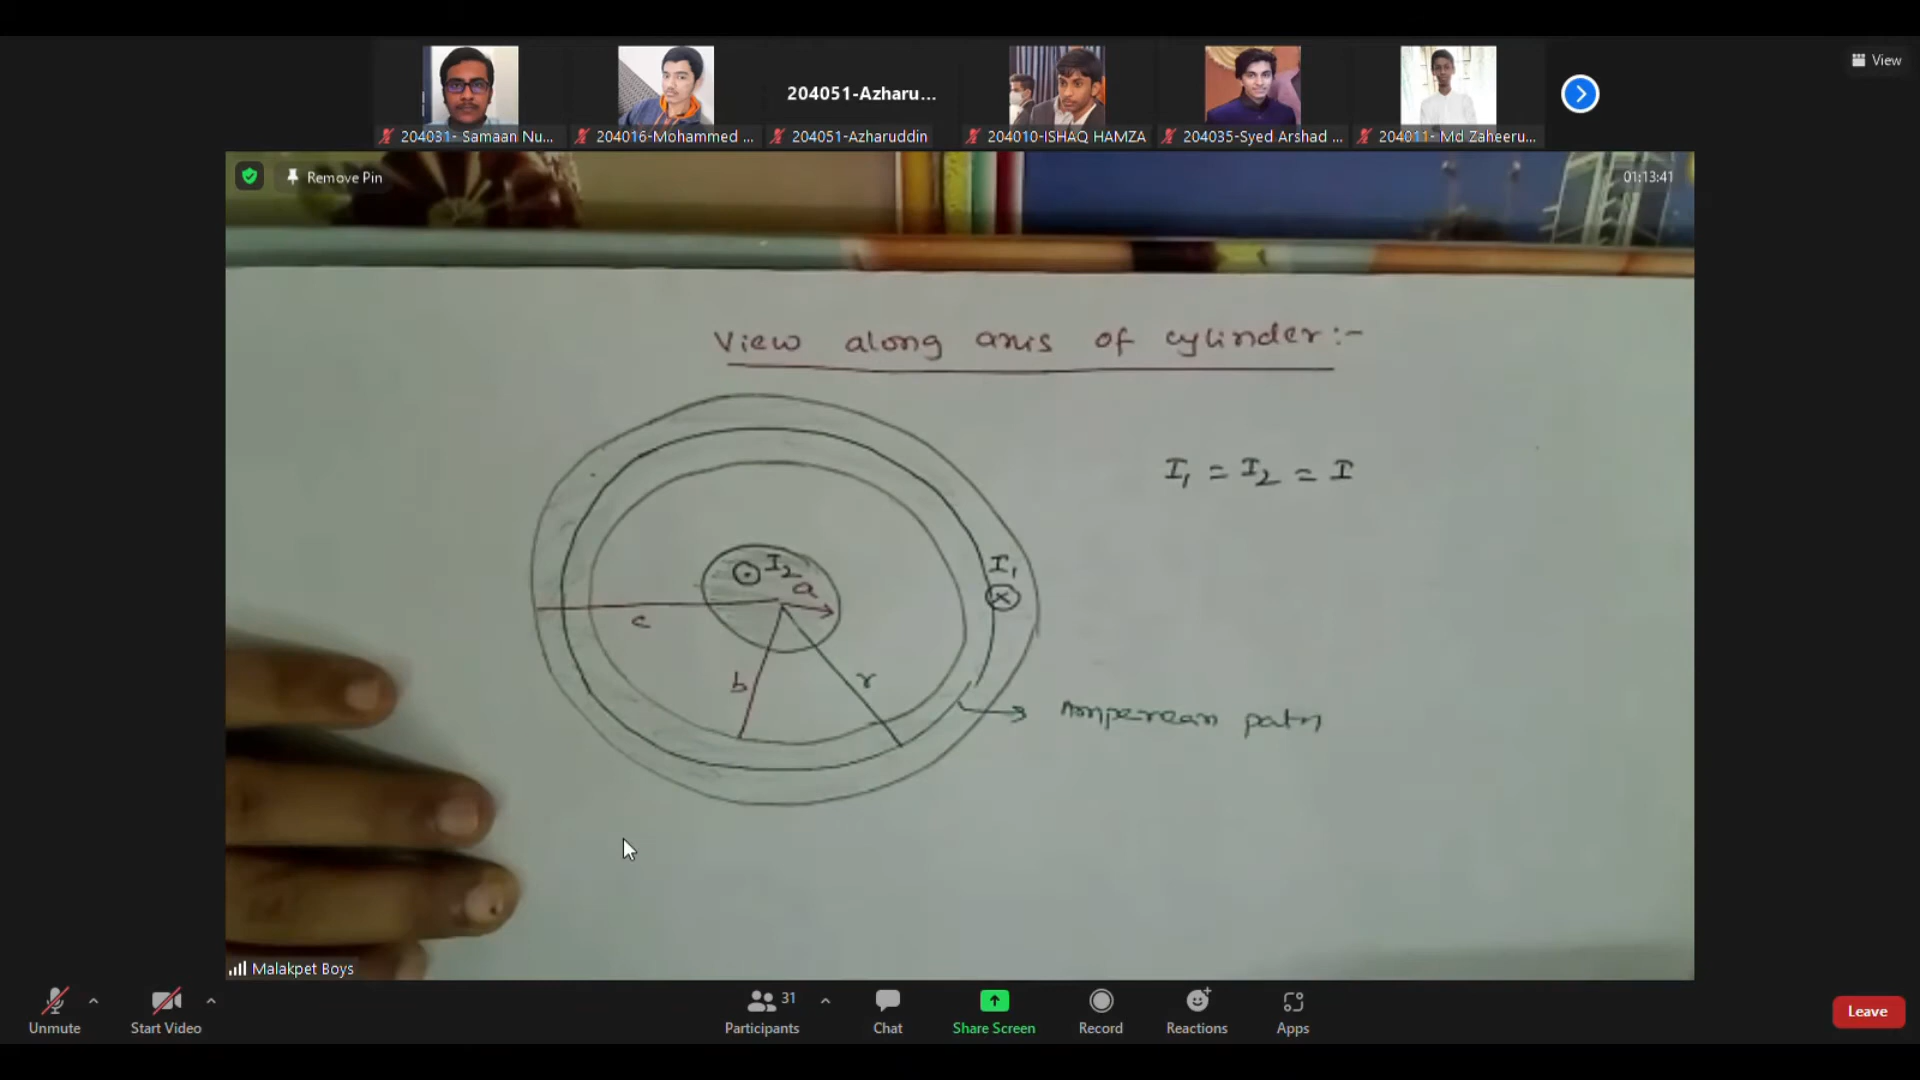 View
204051-Azharu...
204031- Samaan Nu...
204016-Mohammed ...
204051-Azharuddin
204010-ISHAQ HAMZA
204035-Syed Arshad ...
204011- Md Zaheeru...
Remove Pin
01:13:41
View along axis of cylinder:-
I₁ = I₂ = I
I₂
a
I₁
c
b
r
Amperean path
Malakpet Boys
Unmute
Start Video
31
Participants
Chat
Share Screen
Record
Reactions
Apps
Leave